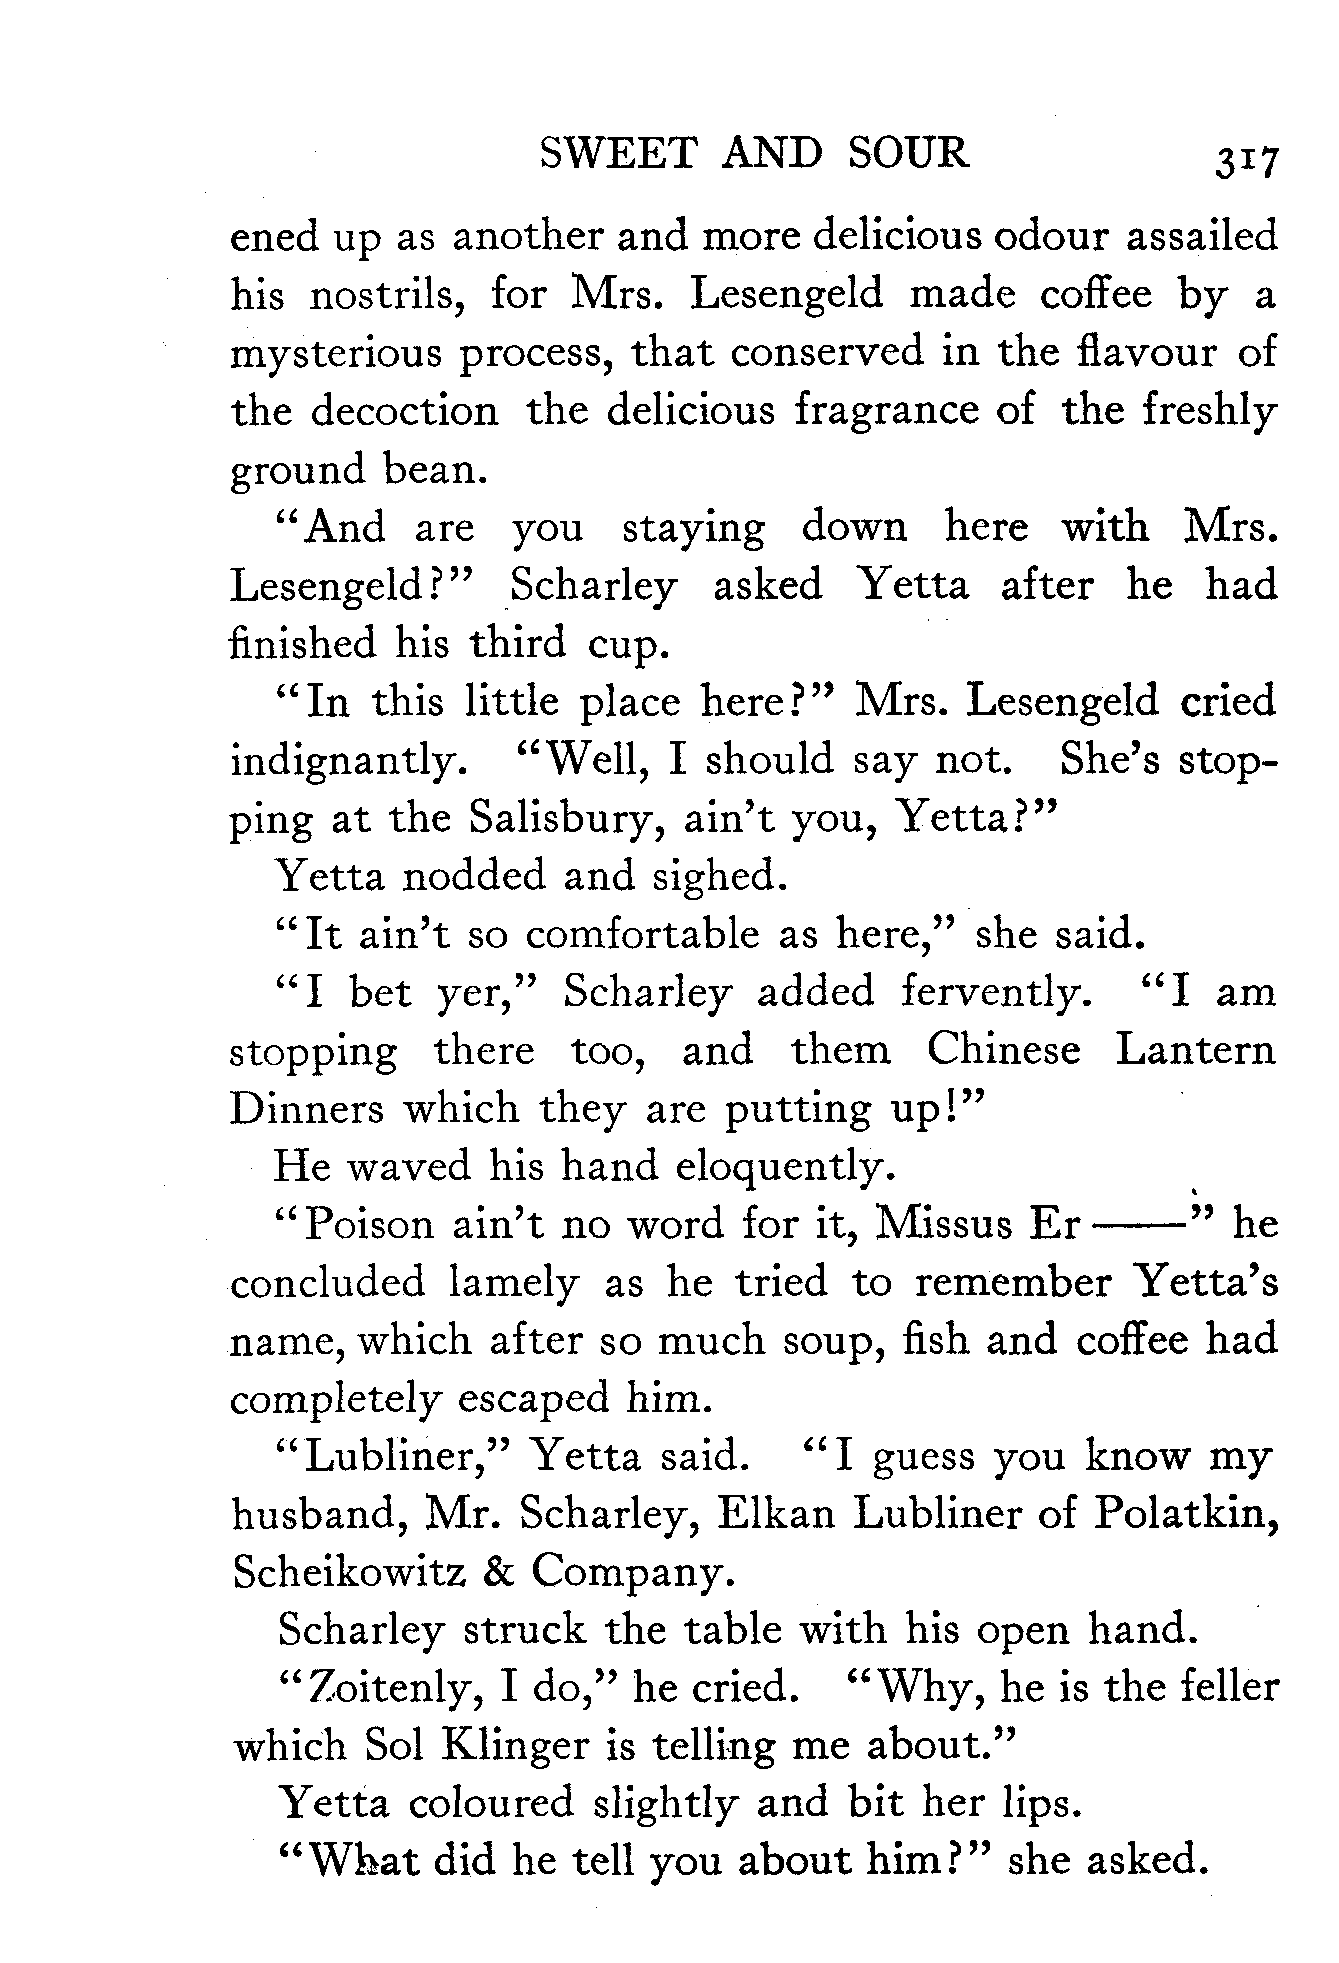 SWEET AND SOUR 317
ened up as another and more delicious odour assailed
his nostrils, for Mrs. Lesengeld made coffee by a
mysterious process, that conserved in the flavour of
the decoction the delicious fragrance of the freshly
ground bean.
"And are you staying down here with Mrs.
Lesengeld?" Scharley asked Yetta after he had
finished his third cup.
"In this little place here?" Mrs. Lesengeld cried
indignantly. "Well, I should say not. She's stop-
ping at the Salisbury, ain't you, Yetta?"
Yetta nodded and sighed.
"It ain't so comfortable as here," she said.
"I bet yer," Scharley added fervently. "I am
stopping there too, and them Chinese Lantern
Dinners which they are putting up!"
He waved his hand eloquently.
"Poison ain't no word for it, Missus Er——" he
concluded lamely as he tried to remember Yetta's
name, which after so much soup, fish and coffee had
completely escaped him.
"Lubliner," Yetta said. "I guess you know my
husband, Mr. Scharley, Elkan Lubliner of Polatkin,
Scheikowitz & Company.
Scharley struck the table with his open hand.
"Zoitenly, I do," he cried. "Why, he is the feller
which Sol Klinger is telling me about."
Yetta coloured slightly and bit her lips.
"What did he tell you about him?" she asked.